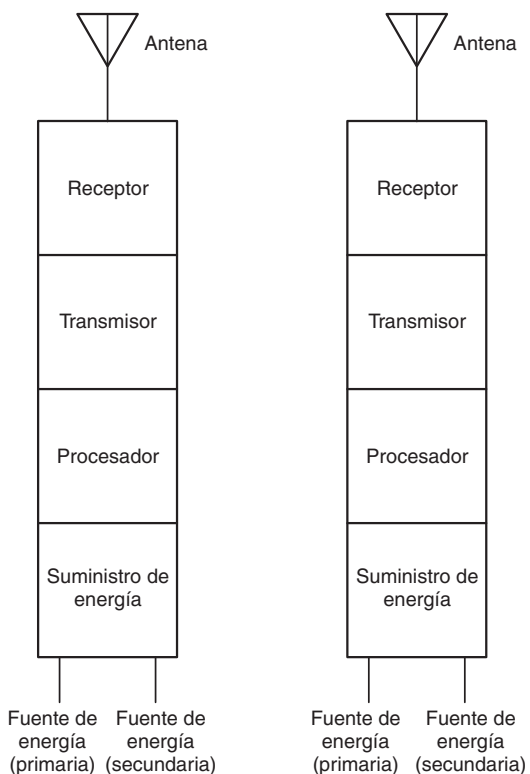 Antena
Receptor
Transmisor
Procesador
Suministro de
energía
Fuente de
energía
(primaria)
Fuente de
energía
(secundaria)
Antena
Receptor
Transmisor
Procesador
Suministro de
energía
Fuente de
energía
(primaria)
Fuente de
energía
(secundaria)